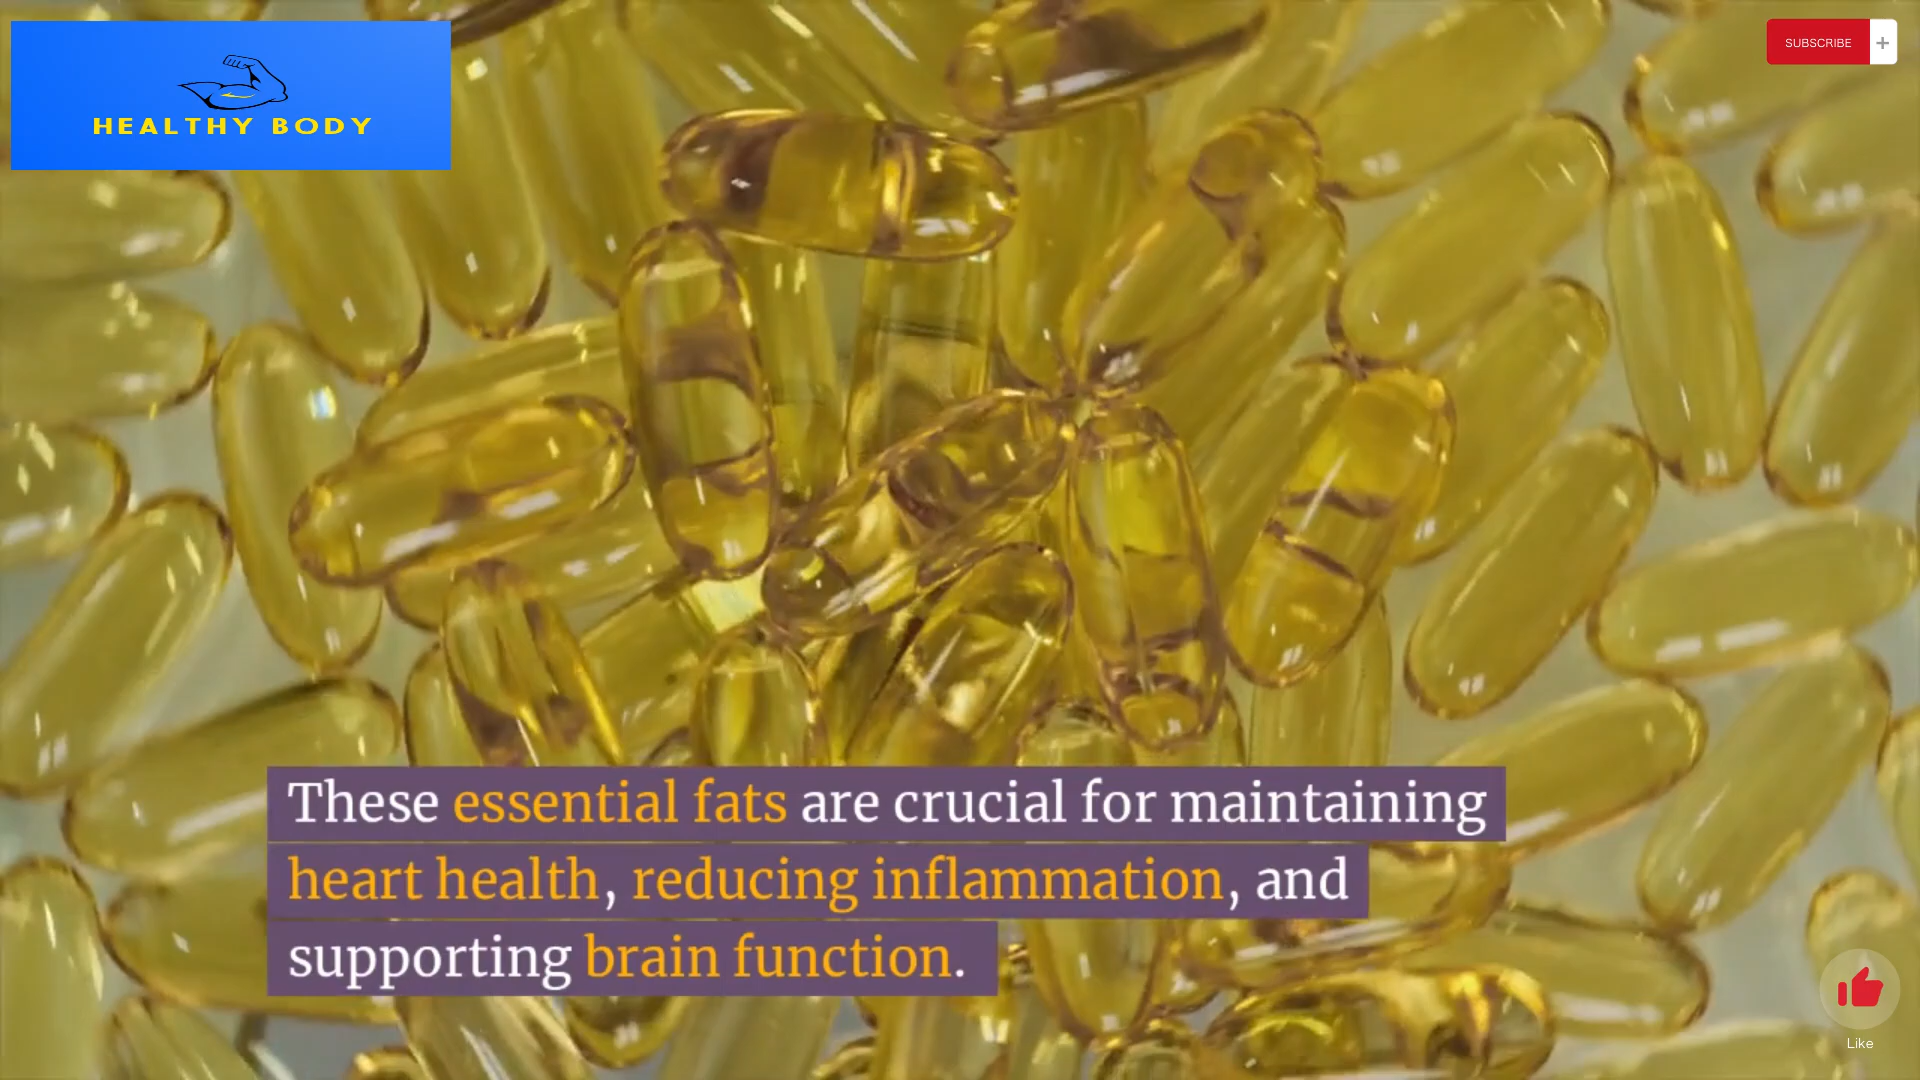 HEALTHY BODY
SUBSCRIBE
These essential fats are crucial for maintaining
heart health, reducing inflammation, and
supporting brain function.
Like